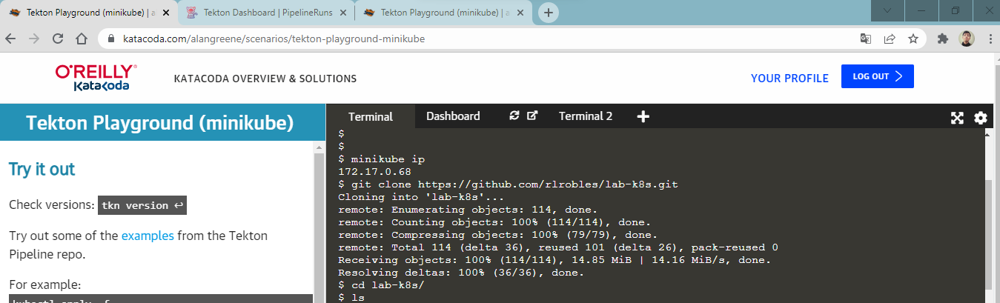 Tekton Playground (minikube) | a
Tekton Dashboard | PipelineRuns
Tekton Playground (minikube) | a
katacoda.com/alangreene/scenarios/tekton-playground-minikube
O'REILLY®
Katacoda
KATACODA OVERVIEW & SOLUTIONS
YOUR PROFILE
LOG OUT
Tekton Playground (minikube)
Try it out
Check versions: tkn version ↩
Try out some of the examples from the Tekton
Pipeline repo.
For example:
kubectl apply -f
Terminal
Dashboard
Terminal 2
$
$
$ minikube ip
172.17.0.68
$ git clone https://github.com/rlrobles/lab-k8s.git
Cloning into 'lab-k8s'...
remote: Enumerating objects: 114, done.
remote: Counting objects: 100% (114/114), done.
remote: Compressing objects: 100% (79/79), done.
remote: Total 114 (delta 36), reused 101 (delta 26), pack-reused 0
Receiving objects: 100% (114/114), 14.85 MiB | 14.16 MiB/s, done.
Resolving deltas: 100% (36/36), done.
$ cd lab-k8s/
$ ls